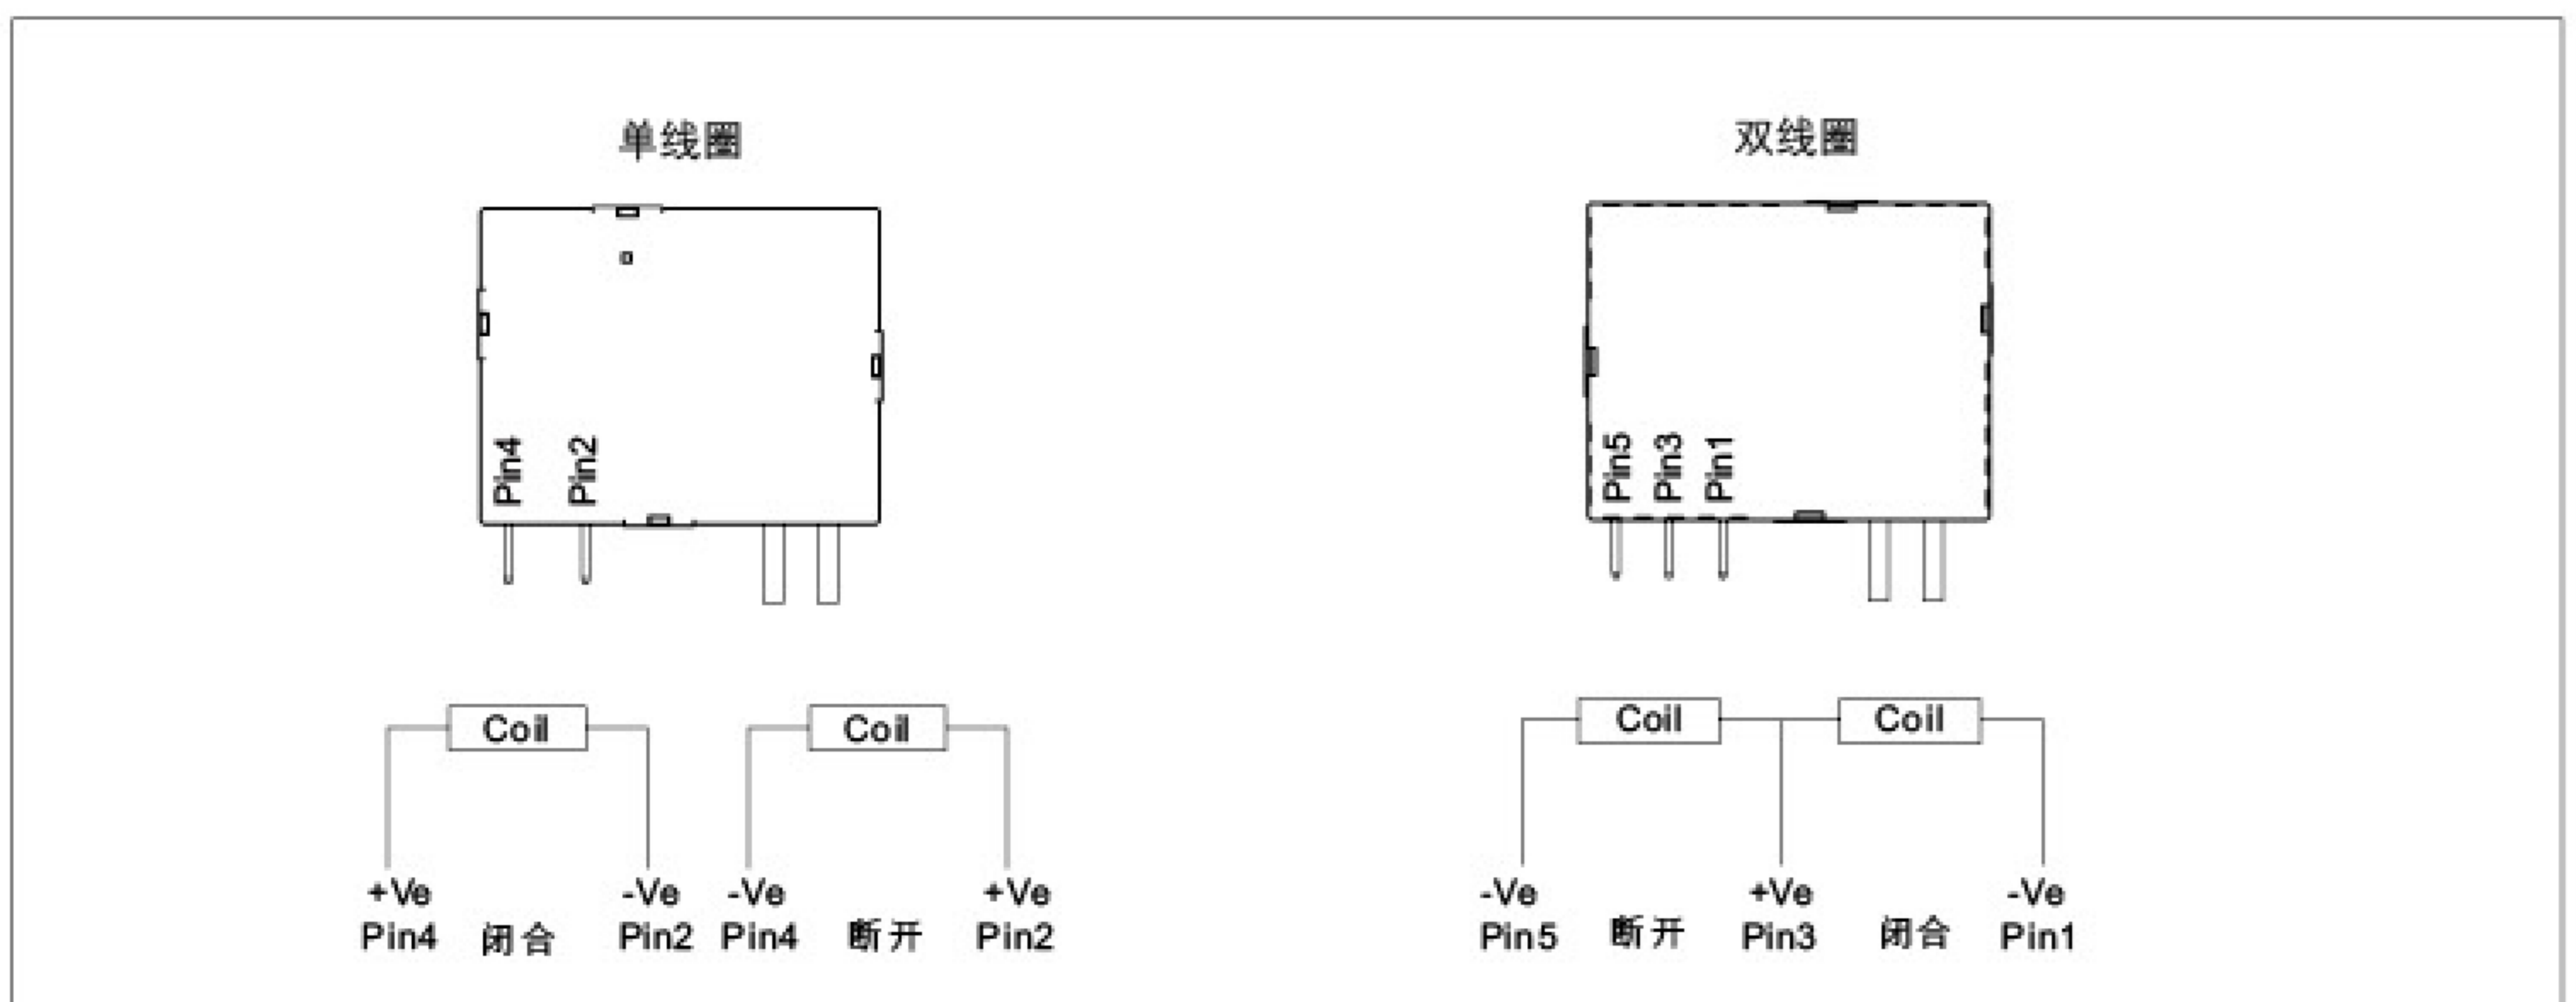 单线圈
双线圈
Pin4
Pin2
Pin5
Pin3
Pin1
Coil
Coil
Coil
Coil
+Ve
-Ve
-Ve
+Ve
-Ve
+Ve
-Ve
Pin4
闭合
Pin2
Pin4
断开
Pin2
Pin5
断开
Pin3
闭合
Pin1